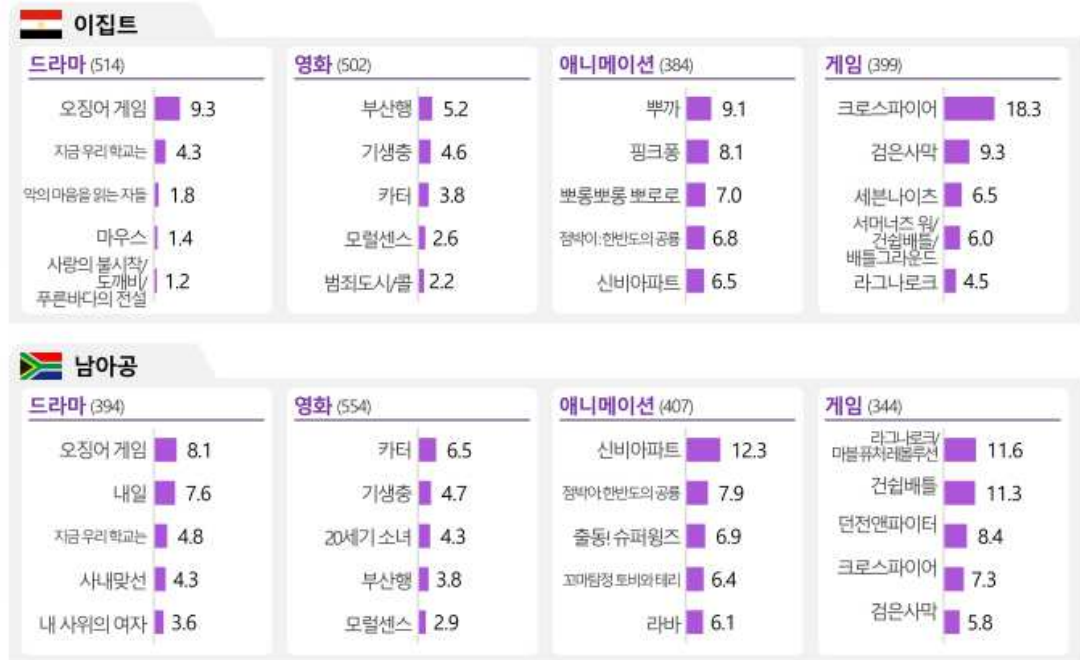 이집트
드라마 (514)
오징어 게임 9.3
지금 우리 학교는 4.3
악의 마음을 읽는 자들 1.8
마우스 1.4
사랑의 불시착/
도깨비/
푸른바다의 전설 1.2
영화 (502)
부산행 5.2
기생충 4.6
카터 3.8
모럴센스 2.6
범죄도시/콜 2.2
애니메이션 (384)
뿌까 9.1
핑크퐁 8.1
뽀롱뽀롱 뽀로로 7.0
점박이:한반도의 공룡 6.8
신비아파트 6.5
게임 (399)
크로스파이어 18.3
검은사막 9.3
세븐나이츠 6.5
서머너즈 워/
건쉽배틀/
배틀그라운드 6.0
라그나로크 4.5
남아공
드라마 (394)
오징어 게임 8.1
내일 7.6
지금 우리 학교는 4.8
사내맞선 4.3
내 사위의 여자 3.6
영화 (554)
카터 6.5
기생충 4.7
20세기 소녀 4.3
부산행 3.8
모럴센스 2.9
애니메이션 (407)
신비아파트 12.3
점박이:한반도의 공룡 7.9
출동! 슈퍼윙즈 6.9
꼬마탐정 토비와 테리 6.4
라바 6.1
게임 (344)
라그나로크/
마블퓨처레볼루션 11.6
건쉽배틀 11.3
던전앤파이터 8.4
크로스파이어 7.3
검은사막 5.8